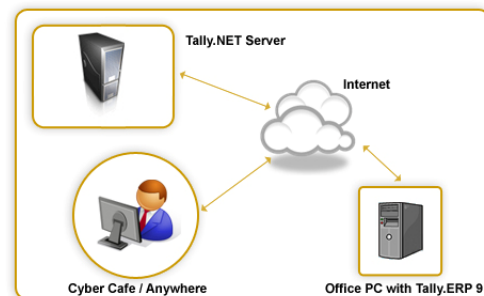 Tally.NET Server
Internet
Cyber Cafe / Anywhere
Office PC with Tally.ERP 9